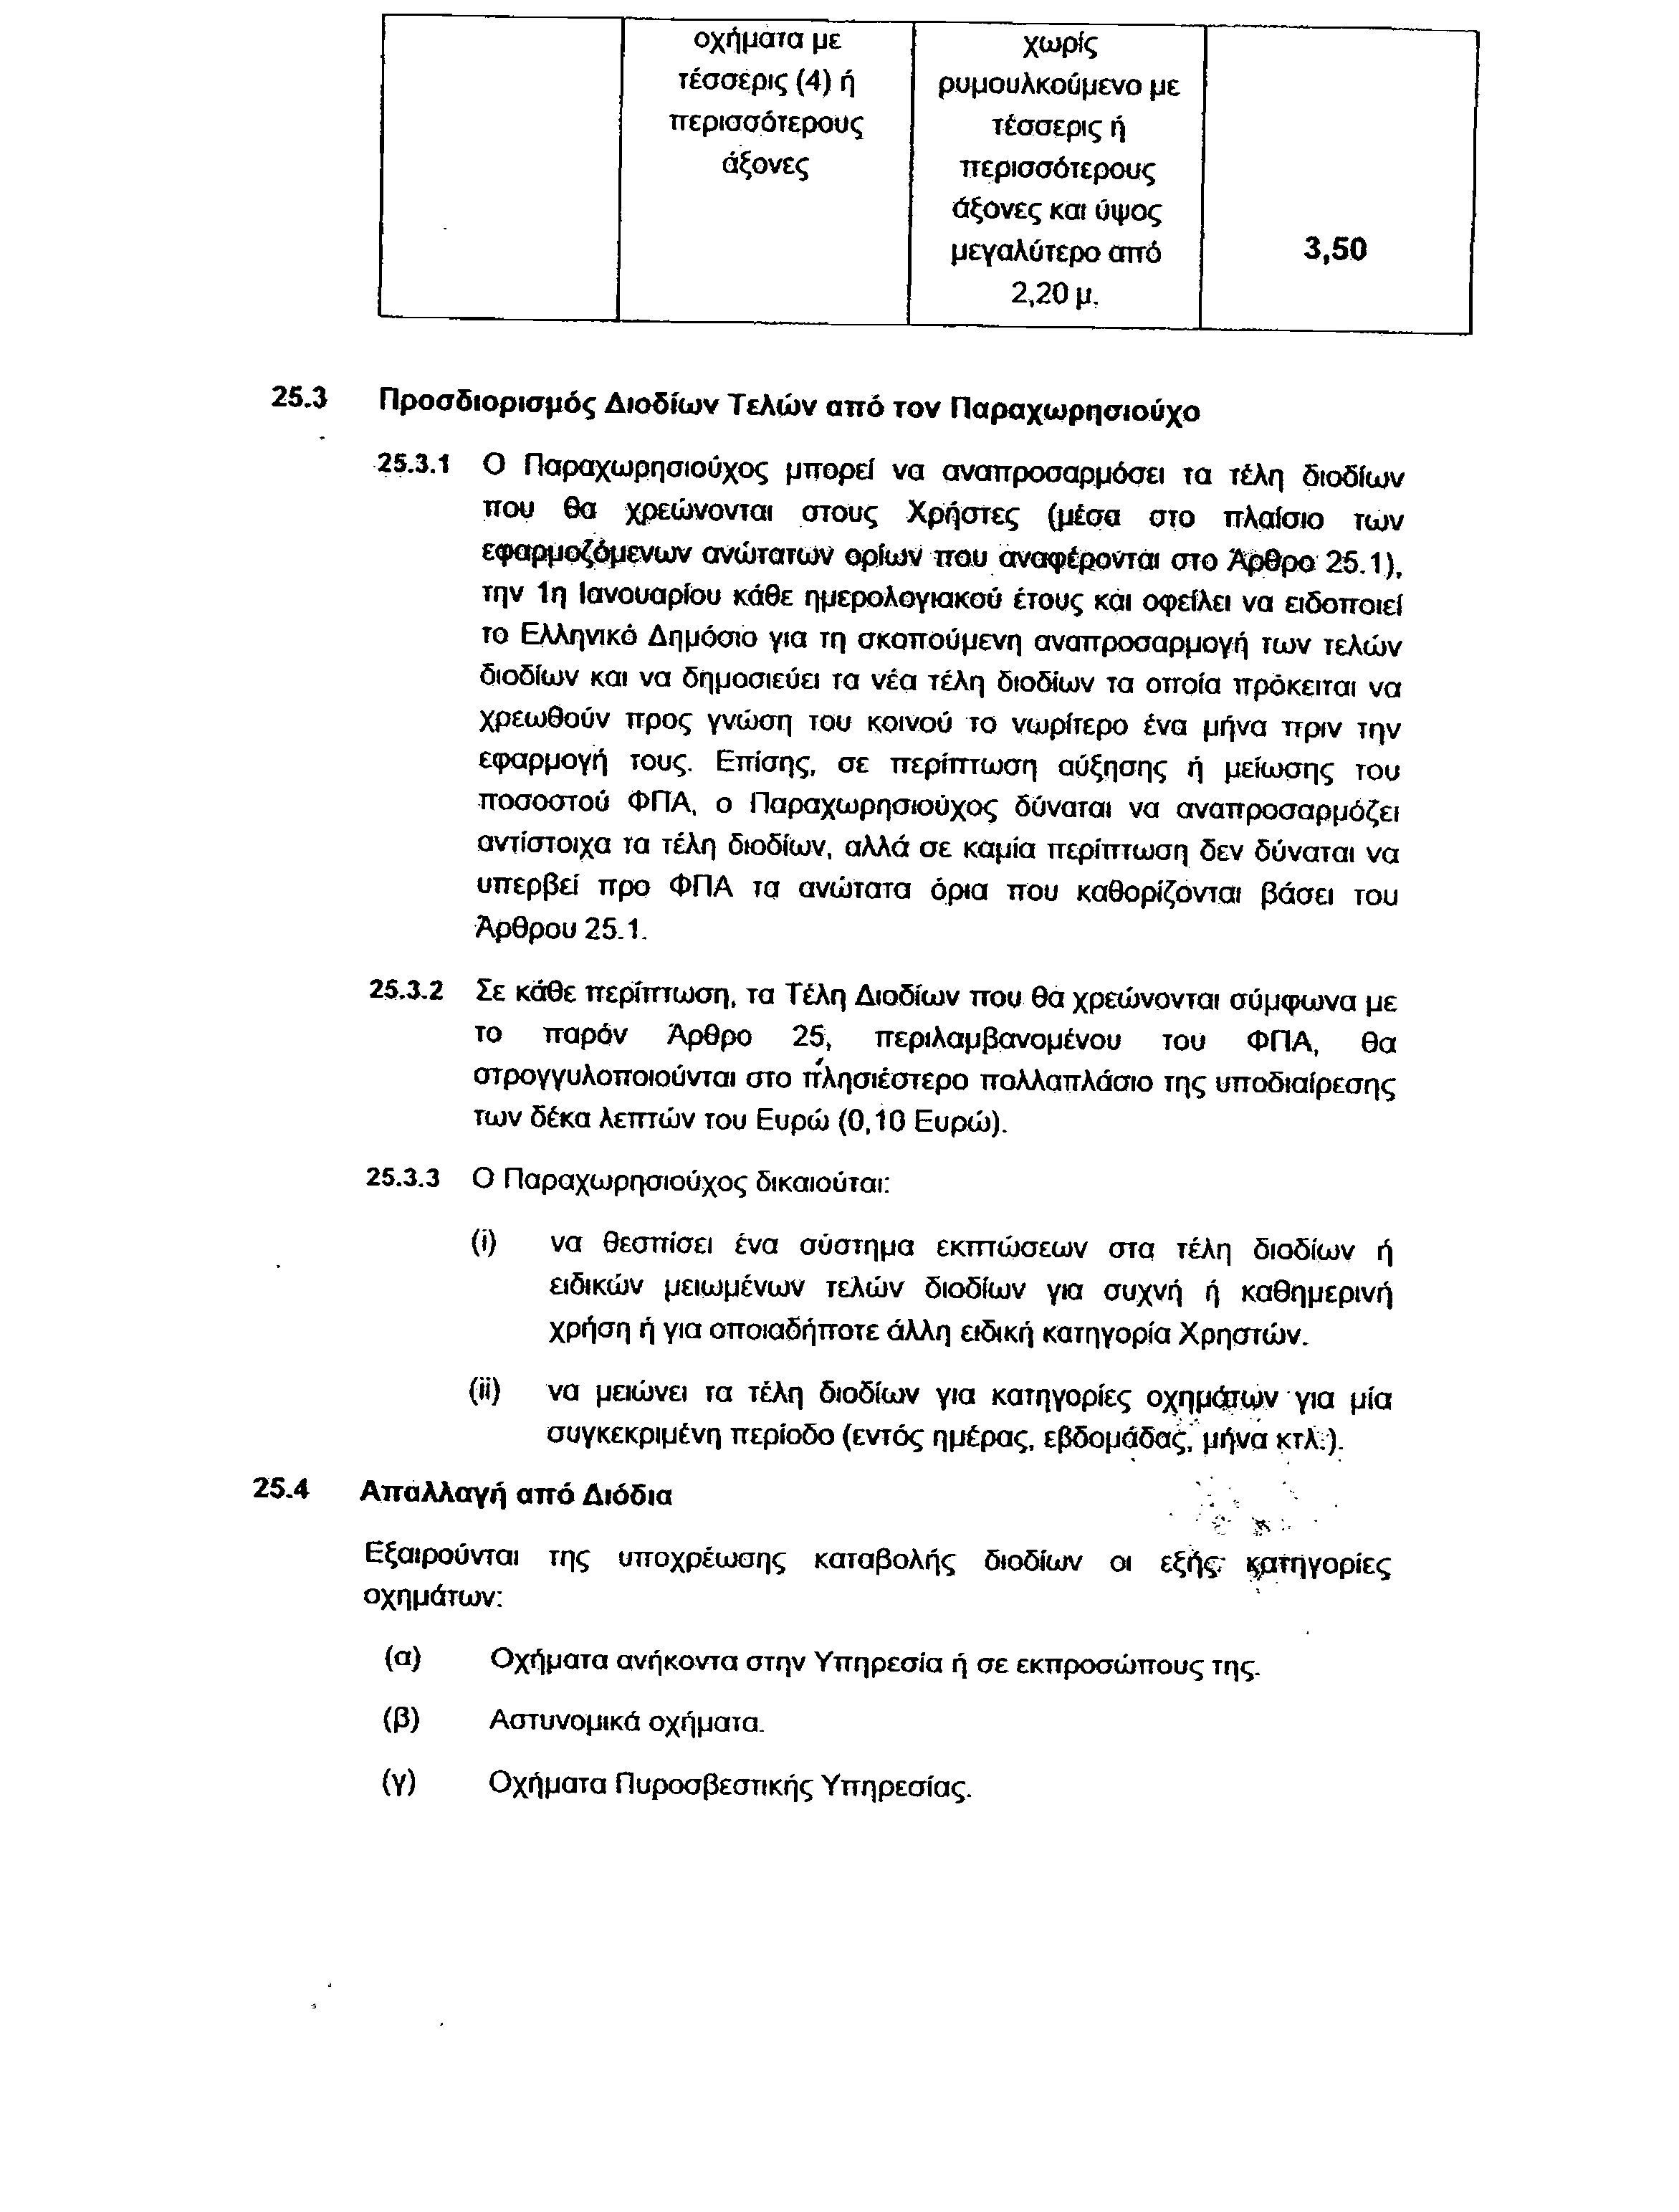 οχήματα με
τέσσερις (4) ή
περισσότερους
άξονες
χωρίς
ρυμουλκούμενο με
τέσσερις ή
περισσότερους
άξονες και ύψος
μεγαλύτερο από
2,20 μ.
3,50
25.3 Προσδιορισμός Διοδίων Τελών από τον Παραχωρησιούχο
25.3.1 Ο Παραχωρησιούχος μπορεί να αναπροσαρμόσει τα τέλη διοδίων
που θα χρεώνονται στους Χρήστες (μέσα στο πλαίσιο των
εφαρμοζόμενων ανώτατων ορίων που αναφέρονται στο Άρθρο 25.1),
την 1η Ιανουαρίου κάθε ημερολογιακού έτους και οφείλει να ειδοποιεί
το Ελληνικό Δημόσιο για τη σκοπούμενη αναπροσαρμογή των τελών
διοδίων και να δημοσιεύει τα νέα τέλη διοδίων τα οποία πρόκειται να
χρεωθούν προς γνώση του κοινού το νωρίτερο ένα μήνα πριν την
εφαρμογή τους. Επίσης, σε περίπτωση αύξησης ή μείωσης του
ποσοστού ΦΠΑ, ο Παραχωρησιούχος δύναται να αναπροσαρμόζει
αντίστοιχα τα τέλη διοδίων, αλλά σε καμία περίπτωση δεν δύναται να
υπερβεί προ ΦΠΑ τα ανώτατα όρια που καθορίζονται βάσει του
Άρθρου 25.1.
25.3.2 Σε κάθε περίπτωση, τα Τέλη Διοδίων που θα χρεώνονται σύμφωνα με
το παρόν Άρθρο 25, περιλαμβανομένου του ΦΠΑ, θα
στρογγυλοποιούνται στο πλησιέστερο πολλαπλάσιο της υποδιαίρεσης
των δέκα λεπτών του Ευρώ (0,10 Ευρώ).
25.3.3 Ο Παραχωρησιούχος δικαιούται:
(i) να θεσπίσει ένα σύστημα εκπτώσεων στα τέλη διοδίων ή
ειδικών μειωμένων τελών διοδίων για συχνή ή καθημερινή
χρήση ή για οποιαδήποτε άλλη ειδική κατηγορία Χρηστών.
(ii) να μειώνει τα τέλη διοδίων για κατηγορίες οχημάτων για μία
συγκεκριμένη περίοδο (εντός ημέρας, εβδομάδας, μήνα κτλ.).
25.4 Απαλλαγή από Διόδια
Εξαιρούνται της υποχρέωσης καταβολής διοδίων οι εξής κατηγορίες
οχημάτων:
(α) Οχήματα ανήκοντα στην Υπηρεσία ή σε εκπροσώπους της.
(β) Αστυνομικά οχήματα.
(γ) Οχήματα Πυροσβεστικής Υπηρεσίας.